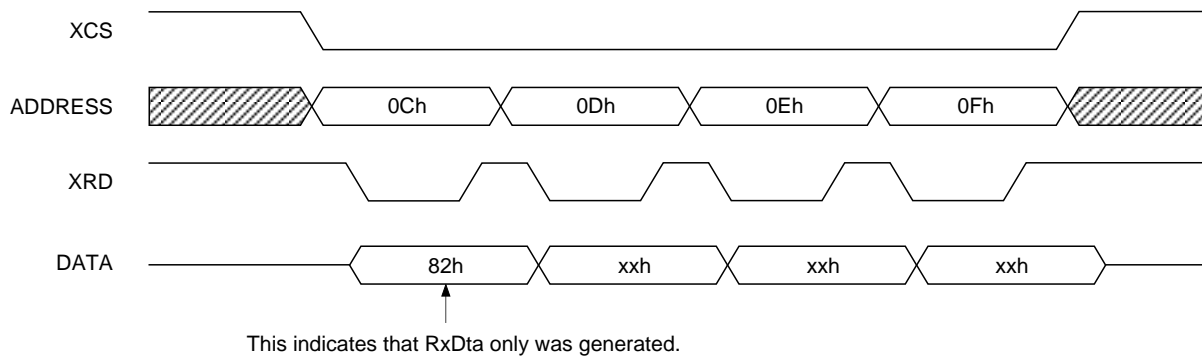 XCS
ADDRESS 0Ch 0Dh 0Eh 0Fh
XRD
DATA 82h xxh xxh xxh
This indicates that RxDta only was generated.